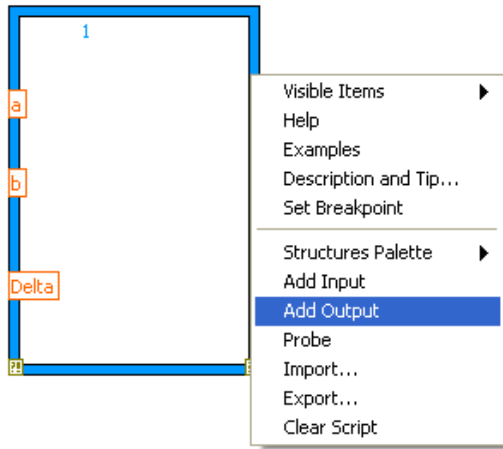 1
a
b
Delta
?!
Visible Items
Help
Examples
Description and Tip...
Set Breakpoint
Structures Palette
Add Input
Add Output
Probe
Import...
Export...
Clear Script